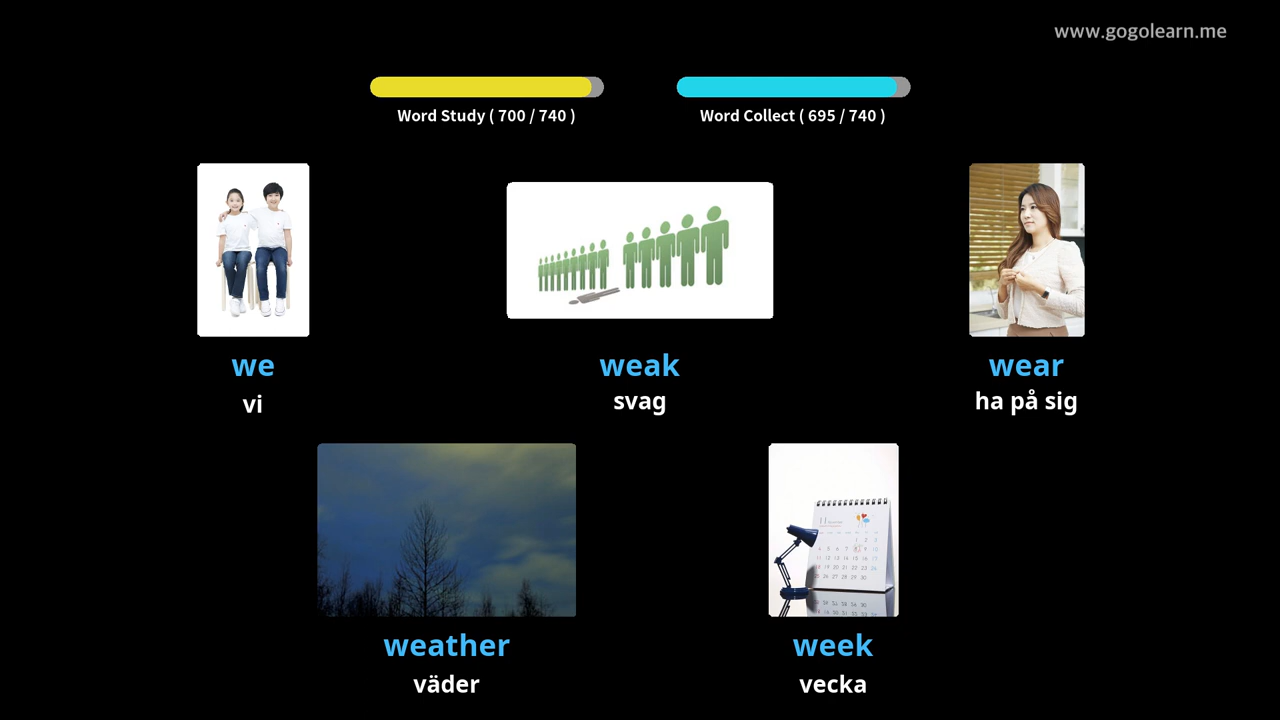 www.gogolearn.me
Word Study ( 700 / 740 )
Word Collect ( 695 / 740 )
we
weak
wear
vi
svag
ha på sig
weather
week
väder
vecka